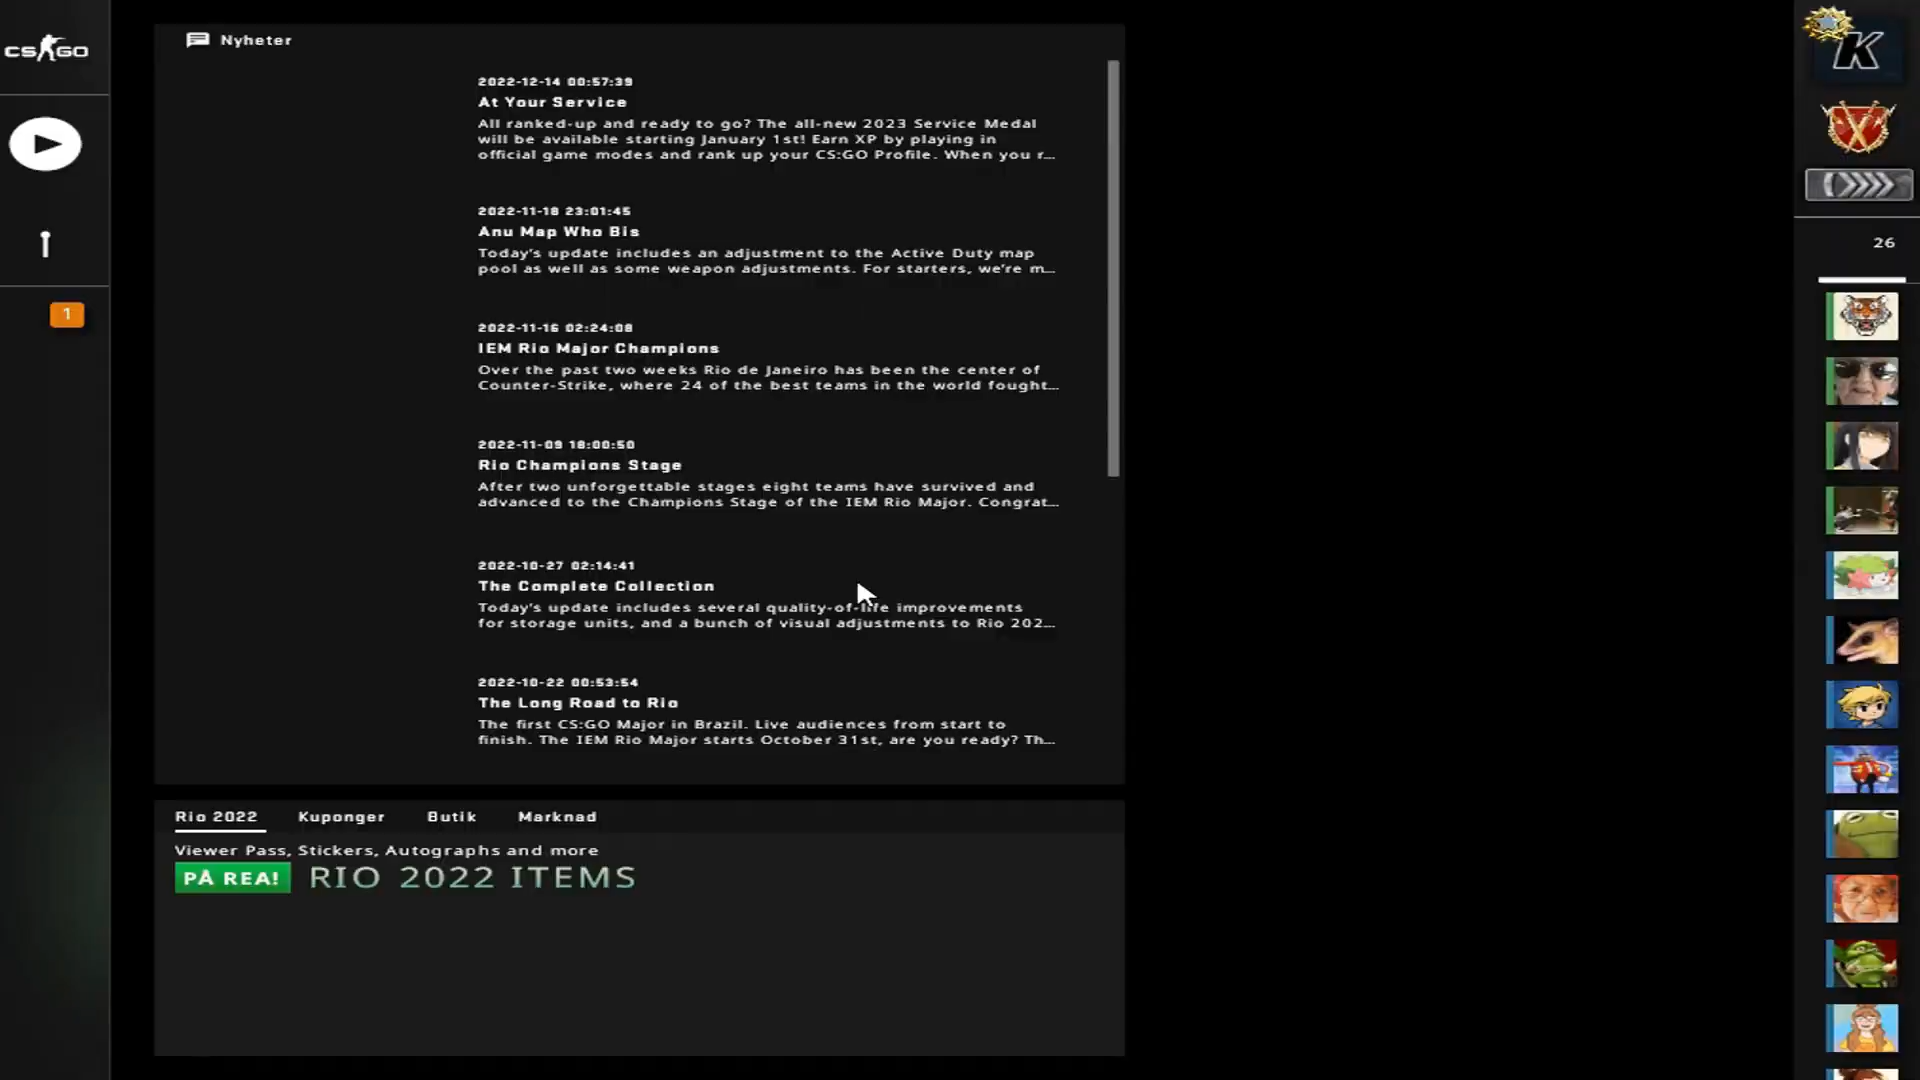 CS GO
Nyheter
2022-12-14 00:57:39
At Your Service
All ranked-up and ready to go? The all-new 2023 Service Medal
will be available starting January 1st! Earn XP by playing in
official game modes and rank up your CS:GO Profile. When you r...
2022-11-18 23:01:45
Anu Map Who Bis
Today's update includes an adjustment to the Active Duty map
pool as well as some weapon adjustments. For starters, we're m...
2022-11-16 02:24:08
IEM Rio Major Champions
Over the past two weeks Rio de Janeiro has been the center of
Counter-Strike, where 24 of the best teams in the world fought...
2022-11-09 18:00:50
Rio Champions Stage
After two unforgettable stages eight teams have survived and
advanced to the Champions Stage of the IEM Rio Major. Congrat...
2022-10-27 02:14:41
The Complete Collection
Today's update includes several quality-of-life improvements
for storage units, and a bunch of visual adjustments to Rio 202...
2022-10-22 00:53:54
The Long Road to Rio
The first CS:GO Major in Brazil. Live audiences from start to
finish. The IEM Rio Major starts October 31st, are you ready? Th...
Rio 2022 Kuponger Butik Marknad
Viewer Pass, Stickers, Autographs and more
PÅ REA! RIO 2022 ITEMS
1
K
26